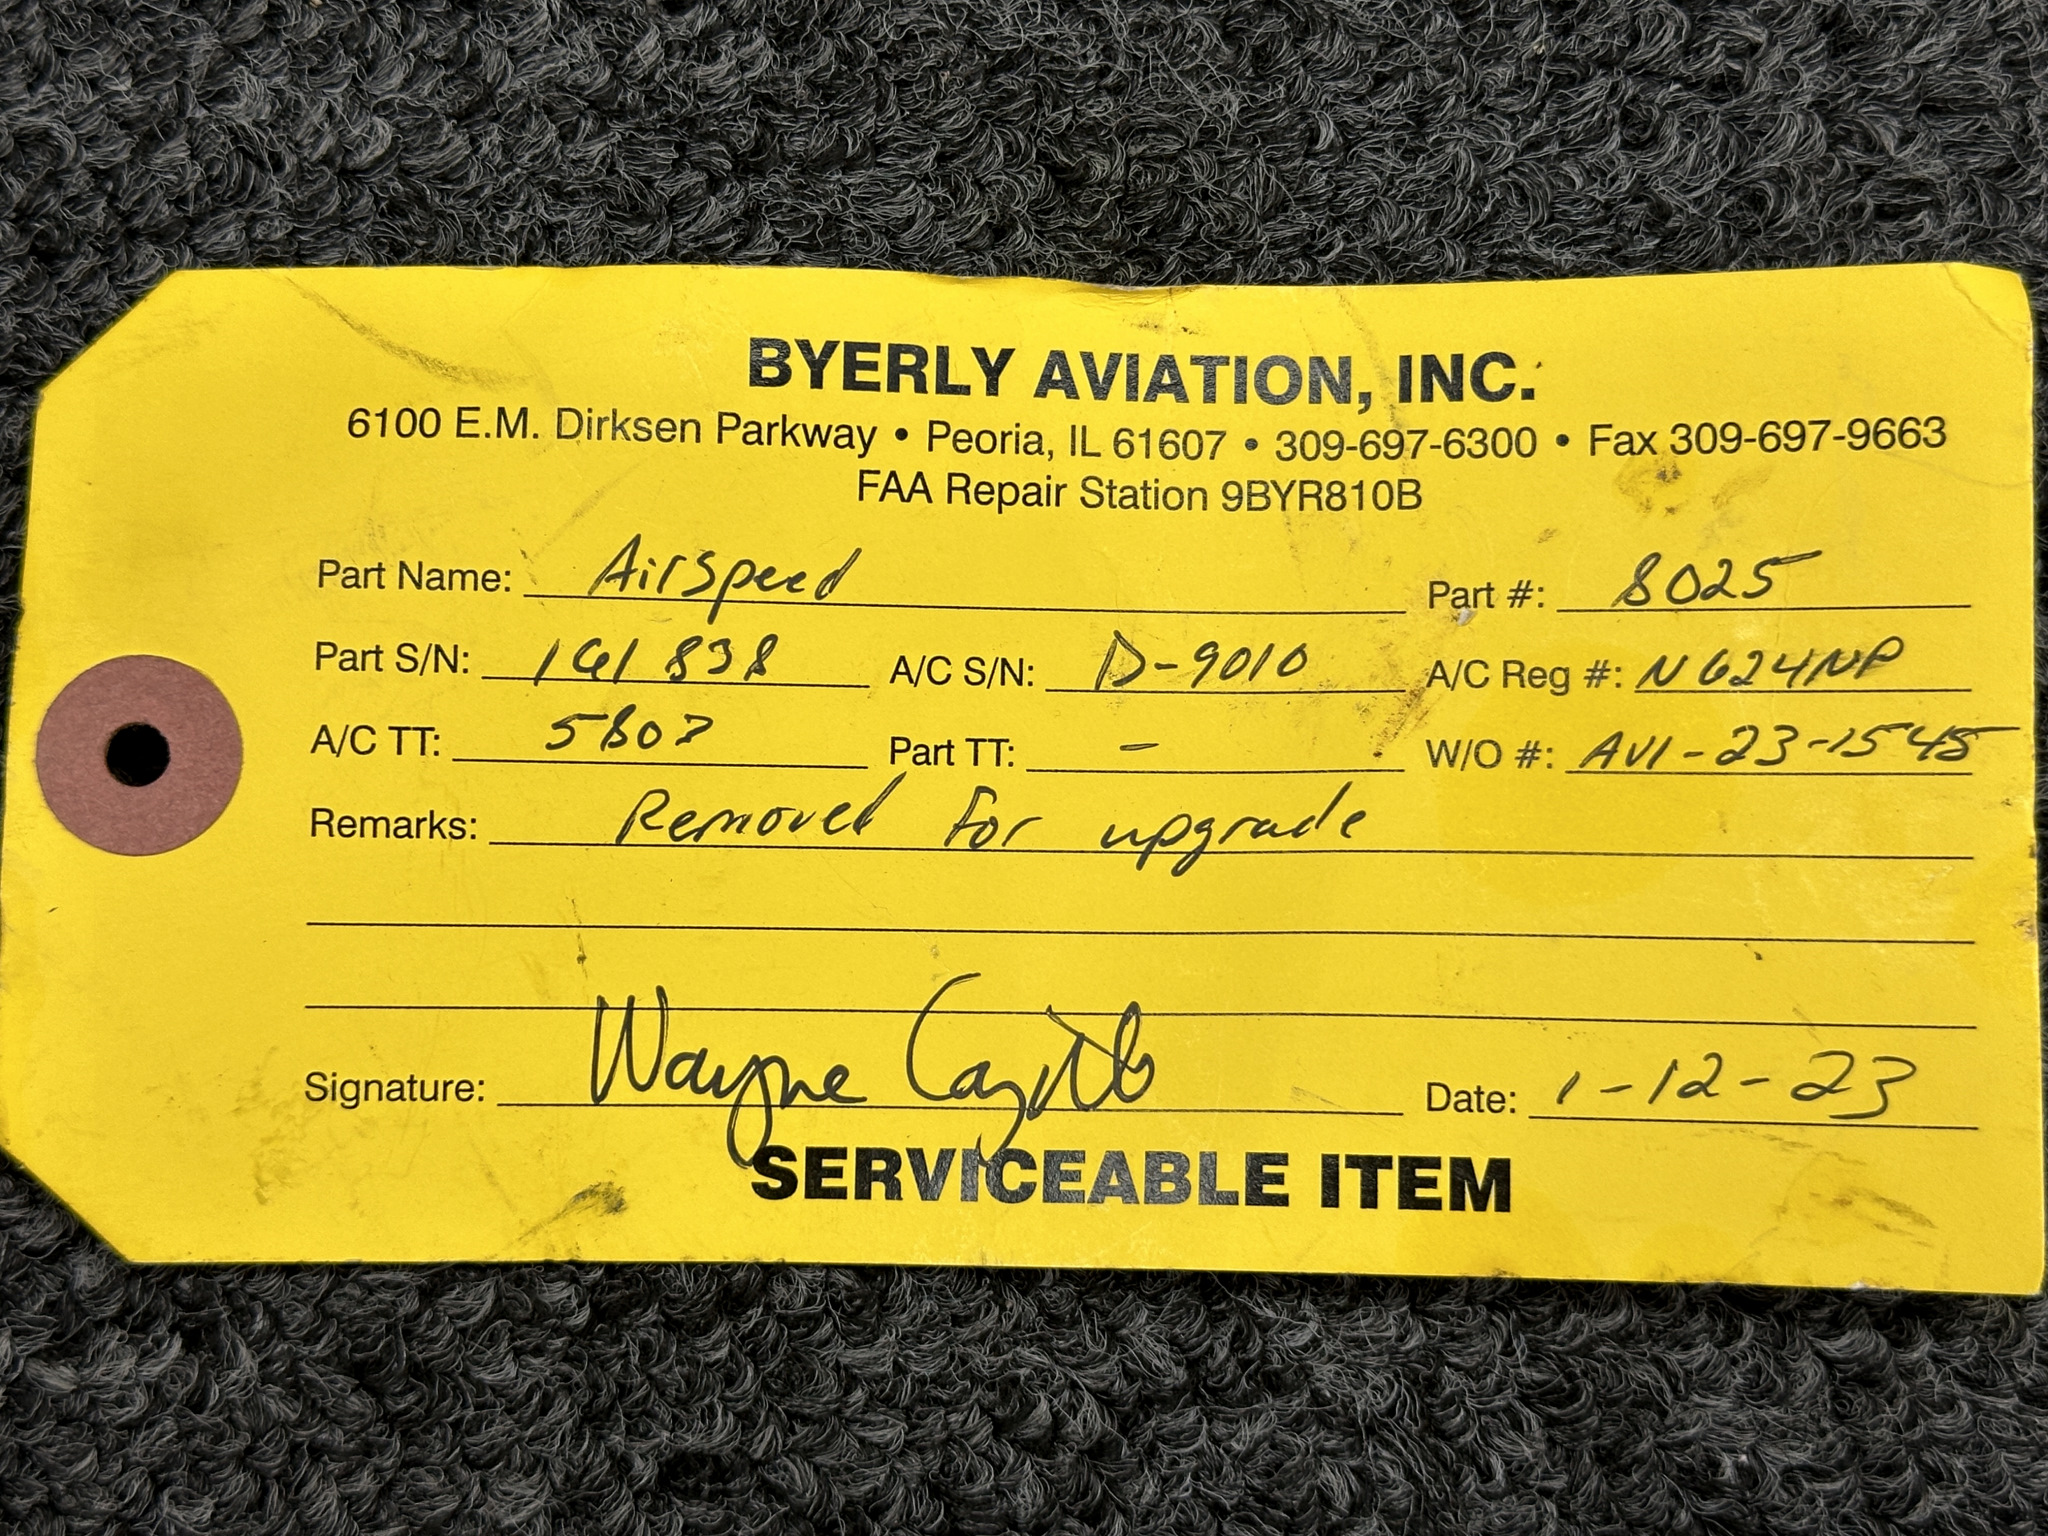 BYERLY AVIATION, INC.
6100 E.M. Dirksen Parkway • Peoria, IL 61607 • 309-697-6300 • Fax 309-697-9663
FAA Repair Station 9BYR810B
Part Name: Airspeed Part #: 8025
Part S/N: 161838 A/C S/N: D-9010 A/C Reg #: N624NP
A/C TT: 5807 Part TT: - W/O #: AVI-23-1545
Remarks: Removed for upgrade
Signature: Wayne Date: 1-12-23
SERVICEABLE ITEM